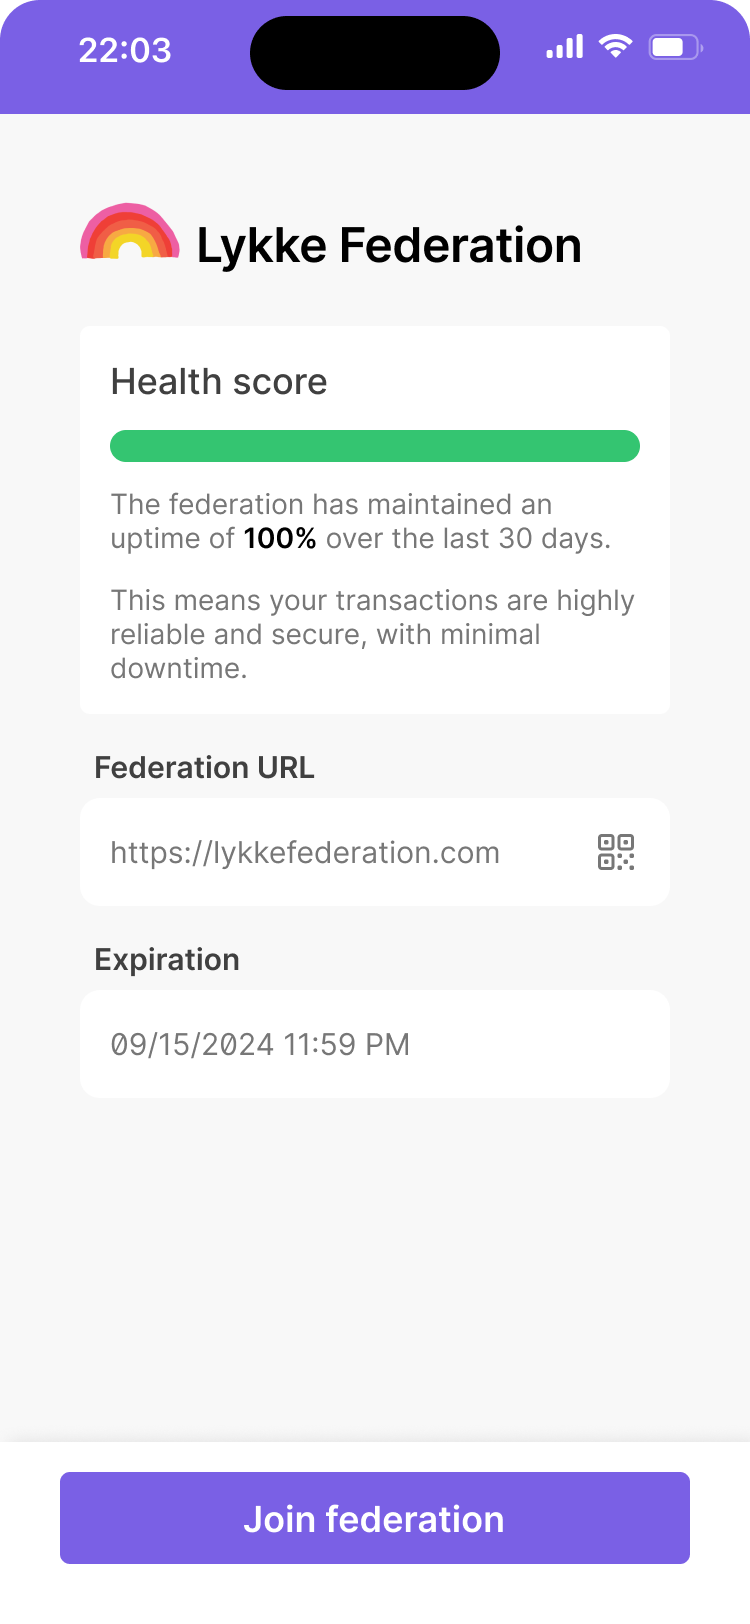 22:03
Lykke Federation
Health score
The federation has maintained an
uptime of 100% over the last 30 days.
This means your transactions are highly
reliable and secure, with minimal
downtime.
Federation URL
https://lykkefederation.com
Expiration
09/15/2024 11:59 PM
Join federation